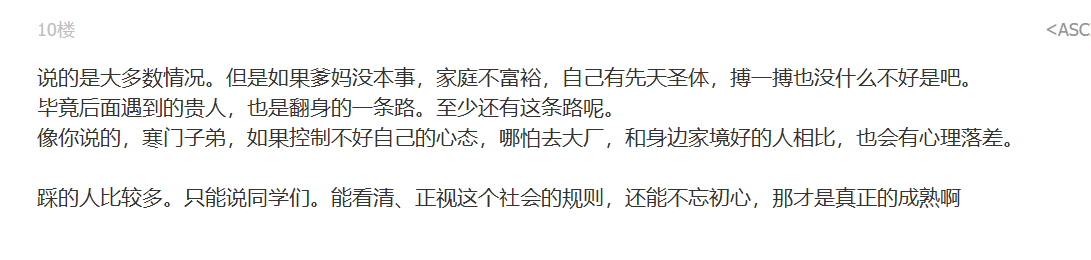 10楼
<ASC
说的是大多数情况。但是如果爹妈没本事，家庭不富裕，自己有先天圣体，搏一搏也没什么不好是吧。
毕竟后面遇到的贵人，也是翻身的一条路。至少还有这条路呢。
像你说的，寒门子弟，如果控制不好自己的心态，哪怕去大厂，和身边家境好的人相比，也会有心理落差。
踩的人比较多。只能说同学们。能看清、正视这个社会的规则，还能不忘初心，那才是真正的成熟啊